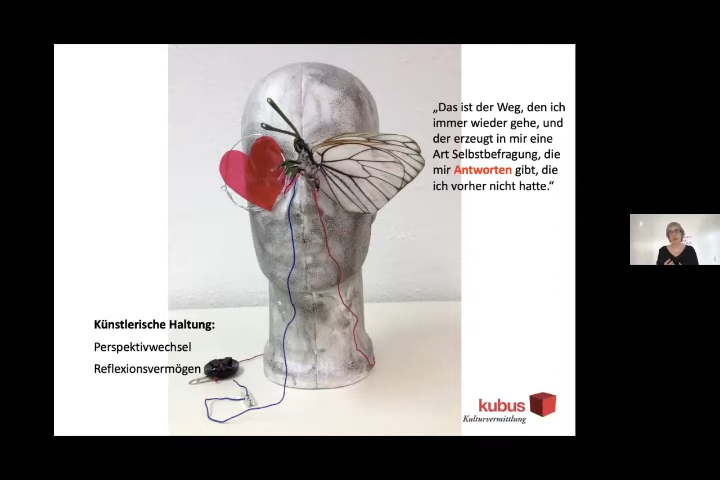 „Das ist der Weg, den ich
immer wieder gehe, und
der erzeugt in mir eine
Art Selbstbefragung, die
mir Antworten gibt, die
ich vorher nicht hatte.“
Künstlerische Haltung:
Perspektivwechsel
Reflexionsvermögen
kubus
Kulturvermittlung